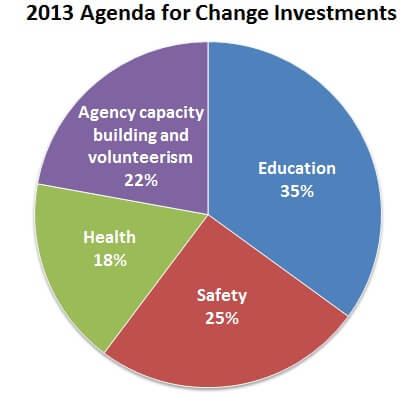 2013 Agenda for Change Investments
Agency capacity
building and
volunteerism
22%
Education
35%
Health
18%
Safety
25%